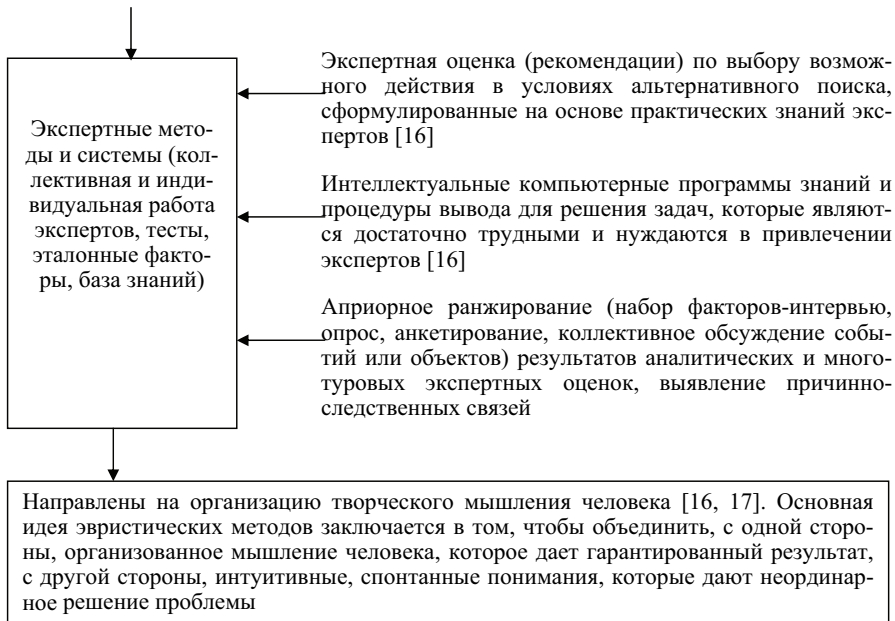 Экспертные мето-
ды и системы (кол-
лективная и инди-
видуальная работа
экспертов, тесты,
эталонные факто-
ры, база знаний)
Экспертная оценка (рекомендации) по выбору возмож-
ного действия в условиях альтернативного поиска,
сформулированные на основе практических знаний экс-
пертов [16]
Интеллектуальные компьютерные программы знаний и
процедуры вывода для решения задач, которые являют-
ся достаточно трудными и нуждаются в привлечении
экспертов [16]
Априорное ранжирование (набор факторов-интервью,
опрос, анкетирование, коллективное обсуждение собы-
тий или объектов) результатов аналитических и много-
туровых экспертных оценок, выявление причинно-
следственных связей
Направлены на организацию творческого мышления человека [16, 17]. Основная
идея эвристических методов заключается в том, чтобы объединить, с одной сторо-
ны, организованное мышление человека, которое дает гарантированный результат,
с другой стороны, интуитивные, спонтанные понимания, которые дают неординар-
ное решение проблемы